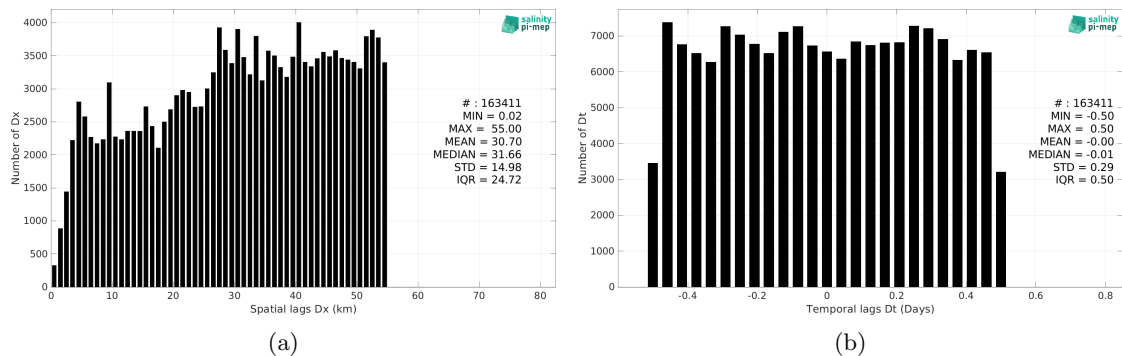 4000
3500
3000
2500
2000
1500
1000
500
0
Number of Dx
0
10
20
30
40
50
60
70
80
Spatial lags Dx (km)
salinity
pi-mep
# : 163411
MIN = 0.02
MAX = 55.00
MEAN = 30.70
MEDIAN = 31.66
STD = 14.98
IQR = 24.72
(a)
7000
6000
5000
4000
3000
2000
1000
0
Number of Dt
-0.4
-0.2
0
0.2
0.4
0.6
0.8
Temporal lags Dt (Days)
salinity
pi-mep
# : 163411
MIN = -0.50
MAX = 0.50
MEAN = -0.00
MEDIAN = -0.01
STD = 0.29
IQR = 0.50
(b)